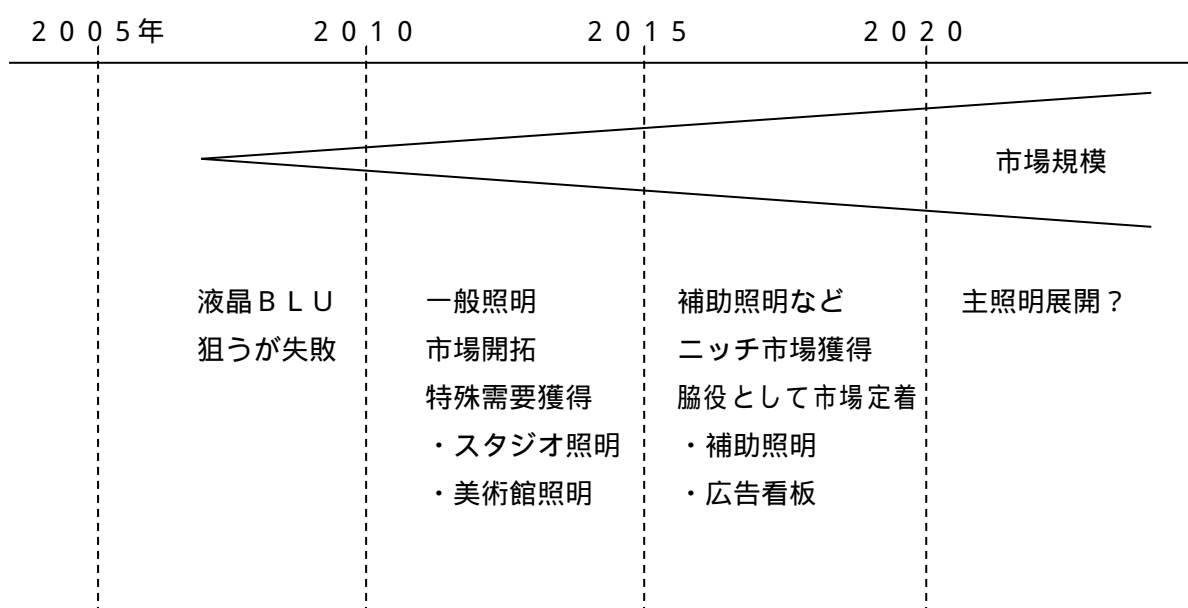 ２００５年
２０１０
２０１５
２０２０
市場規模
液晶ＢＬＵ
狙うが失敗
一般照明
市場開拓
特殊需要獲得
・スタジオ照明
・美術館照明
補助照明など
ニッチ市場獲得
脇役として市場定着
・補助照明
・広告看板
主照明展開？